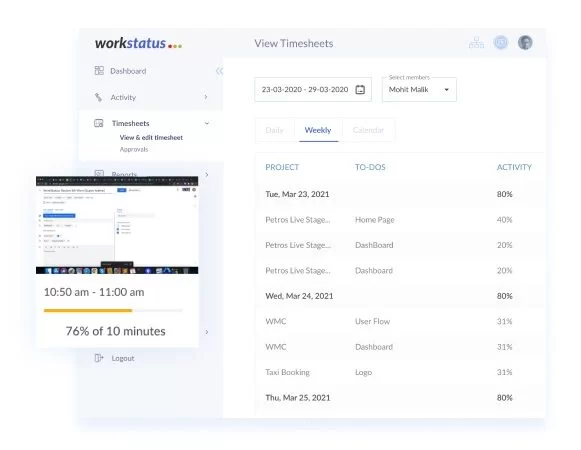 workstatus
View Timesheets
Dashboard
Activity
Timesheets
View & edit timesheet
Approvals
Reports
Logout
23-03-2020 - 29-03-2020
Select members
Mohit Malik
Daily
Weekly
Calendar
PROJECT TO-DOS ACTIVITY
Tue, Mar 23, 2021 80%
Petros Live Stage... Home Page 40%
Petros Live Stage... DashBoard 20%
Petros Live Stage... Dashboard 20%
Wed, Mar 24, 2021 80%
WMC User Flow 31%
WMC Dashboard 31%
Taxi Booking Logo 31%
Thu, Mar 25, 2021 80%
10:50 am - 11:00 am
76% of 10 minutes